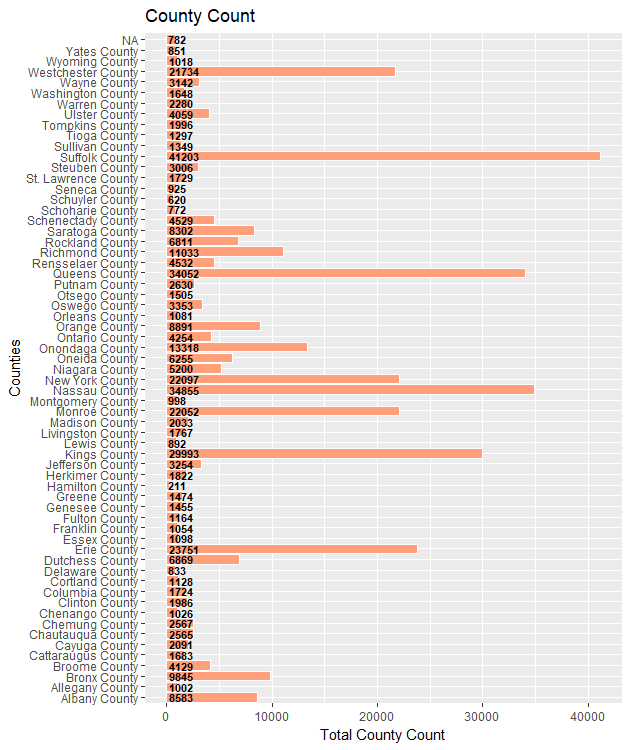 County Count
NA 782
Yates County 851
Wyoming County 1018
Westchester County 21734
Wayne County 3142
Washington County 1648
Warren County 2280
Ulster County 4059
Tompkins County 1996
Tioga County 1297
Sullivan County 1349
Suffolk County 41203
Steuben County 3006
St. Lawrence County 1729
Seneca County 925
Schuyler County 620
Schoharie County 772
Schenectady County 4529
Saratoga County 8302
Rockland County 6811
Richmond County 11033
Rensselaer County 4532
Queens County 34052
Putnam County 2630
Otsego County 1505
Oswego County 3353
Orleans County 1081
Orange County 8891
Ontario County 4254
Onondaga County 13318
Oneida County 6255
Niagara County 5200
New York County 22097
Nassau County 34855
Montgomery County 998
Monroe County 22052
Madison County 2033
Livingston County 1767
Lewis County 892
Kings County 29993
Jefferson County 3254
Herkimer County 1822
Hamilton County 211
Greene County 1474
Genesee County 1455
Fulton County 1164
Franklin County 1054
Essex County 1098
Erie County 23751
Dutchess County 6869
Delaware County 833
Cortland County 1128
Columbia County 1724
Clinton County 1986
Chenango County 1026
Chemung County 2567
Chautauqua County 2565
Cayuga County 2091
Cattaraugus County 1683
Broome County 4129
Bronx County 9845
Allegany County 1002
Albany County 8583
Counties
0 10000 20000 30000 40000
Total County Count